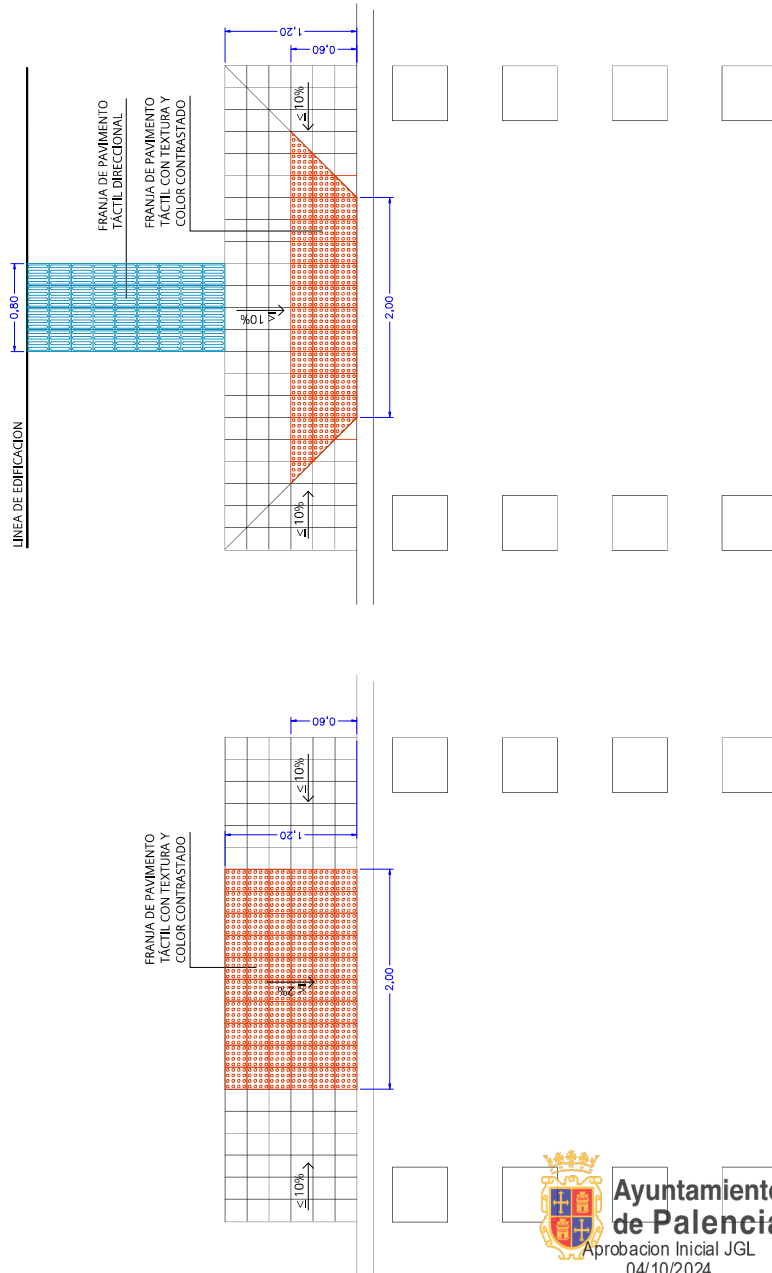 1,20
0,60
≤ 10%
FRANJA DE PAVIMENTO
TÁCTIL DIRECCIONAL
FRANJA DE PAVIMENTO
TÁCTIL CON TEXTURA Y
COLOR CONTRASTADO
0,80
≤ 10%
2,00
LINEA DE EDIFICACION
≤ 10%
0,60
≤ 10%
1,20
FRANJA DE PAVIMENTO
TÁCTIL CON TEXTURA Y
COLOR CONTRASTADO
2,00
≤ 10%
Ayuntamiento
de Palencia
Aprobacion Inicial JGL
04/10/2024